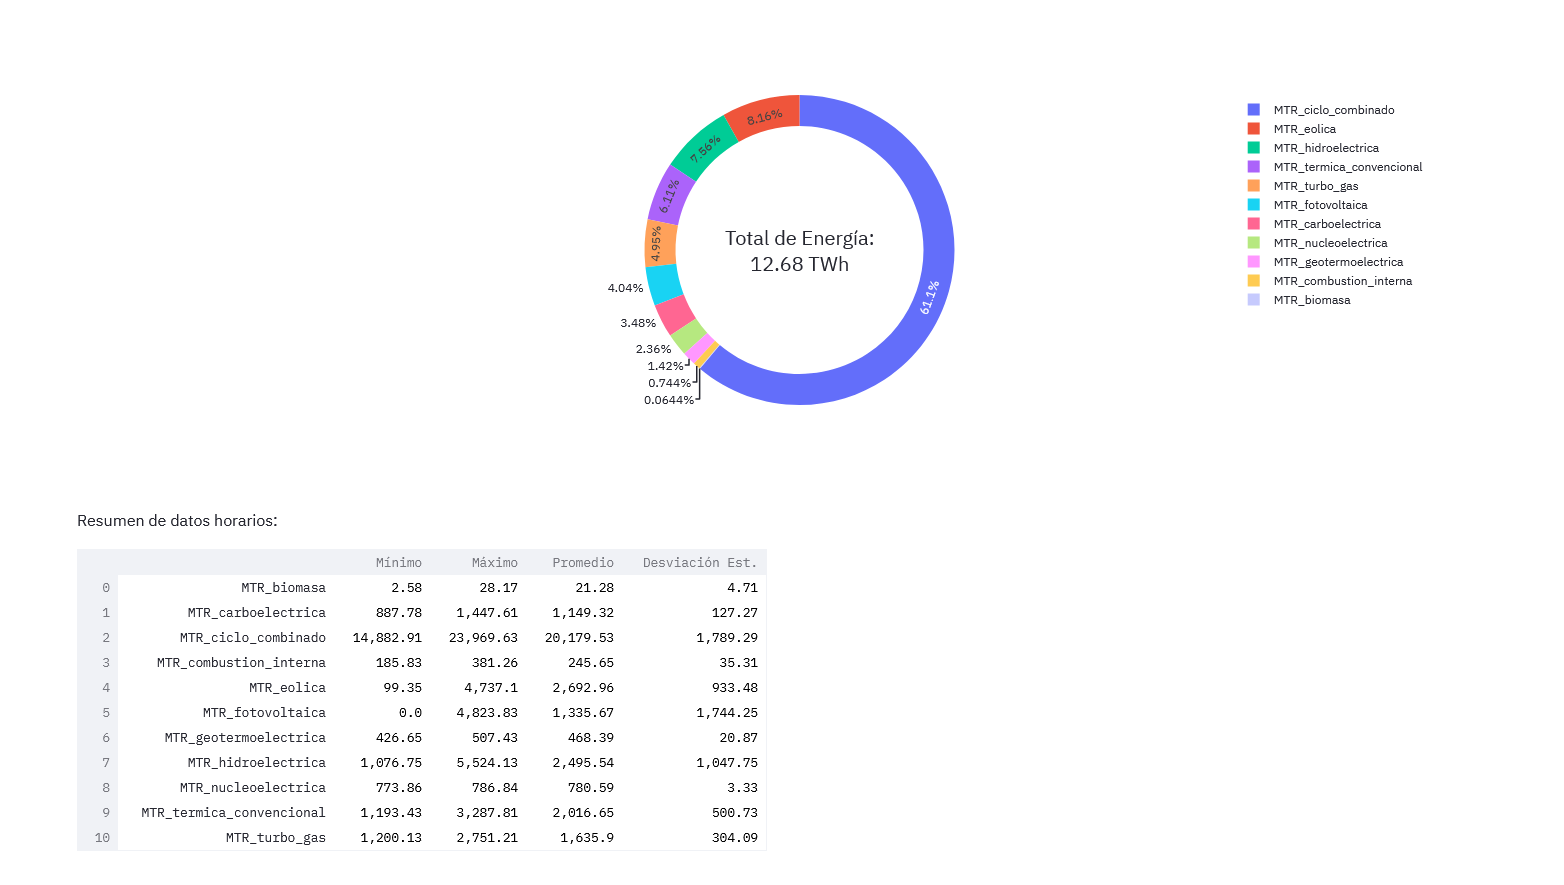 8.16%
7.56%
6.11%
4.95%
4.04%
3.48%
2.36%
1.42%
0.744%
0.0644%
61.1%
Total de Energía:
12.68 TWh
MTR_ciclo_combinado
MTR_eolica
MTR_hidroelectrica
MTR_termica_convencional
MTR_turbo_gas
MTR_fotovoltaica
MTR_carboelectrica
MTR_nucleoelectrica
MTR_geotermoelectrica
MTR_combustion_interna
MTR_biomasa
Resumen de datos horarios:
Mínimo Máximo Promedio Desviación Est.
0 MTR_biomasa 2.58 28.17 21.28 4.71
1 MTR_carboelectrica 887.78 1,447.61 1,149.32 127.27
2 MTR_ciclo_combinado 14,882.91 23,969.63 20,179.53 1,789.29
3 MTR_combustion_interna 185.83 381.26 245.65 35.31
4 MTR_eolica 99.35 4,737.1 2,692.96 933.48
5 MTR_fotovoltaica 0.0 4,823.83 1,335.67 1,744.25
6 MTR_geotermoelectrica 426.65 507.43 468.39 20.87
7 MTR_hidroelectrica 1,076.75 5,524.13 2,495.54 1,047.75
8 MTR_nucleoelectrica 773.86 786.84 780.59 3.33
9 MTR_termica_convencional 1,193.43 3,287.81 2,016.65 500.73
10 MTR_turbo_gas 1,200.13 2,751.21 1,635.9 304.09